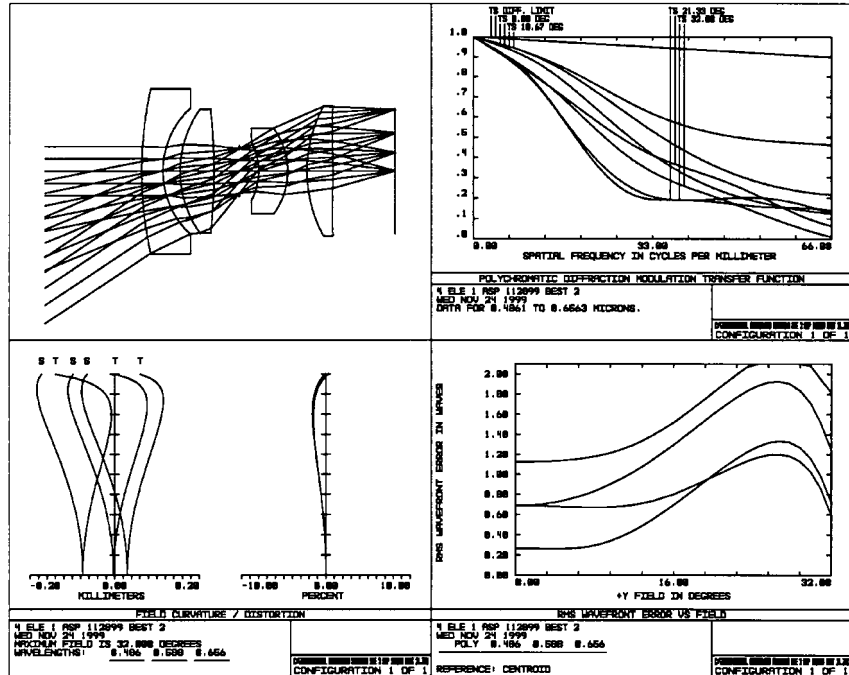 TS DIFF. LIMIT
TS 0.00 DEG
TS 10.67 DEG
TS 21.33 DEG
TS 32.00 DEG
1.0
.9
.8
.7
.6
.5
.4
.3
.2
.1
.0
0.00 33.00 66.00
SPATIAL FREQUENCY IN CYCLES PER MILLIMETER
POLYCHROMATIC DIFFRACTION MODULATION TRANSFER FUNCTION
4 ELE 1 ASP 112899 BEST 2
WED NOV 24 1999
DATA FOR 0.4861 TO 0.6563 MICRONS.
CONFIGURATION 1 OF 1
S T S S T T
-0.20 0.00 0.20
MILLIMETERS
-10.00 0.00 10.00
PERCENT
FIELD CURVATURE / DISTORTION
4 ELE 1 ASP 112899 BEST 2
WED NOV 24 1999
MAXIMUM FIELD IS 32.000 DEGREES
WAVELENGTHS: 0.486 0.588 0.656
CONFIGURATION 1 OF 1
RMS WAVEFRONT ERROR IN WAVES
2.00
1.80
1.60
1.40
1.20
1.00
0.80
0.60
0.40
0.20
0.00
0.00 16.00 32.00
+Y FIELD IN DEGREES
RMS WAVEFRONT ERROR VS FIELD
4 ELE 1 ASP 112899 BEST 2
WED NOV 24 1999
POLY 0.486 0.588 0.656
REFERENCE: CENTROID
CONFIGURATION 1 OF 1